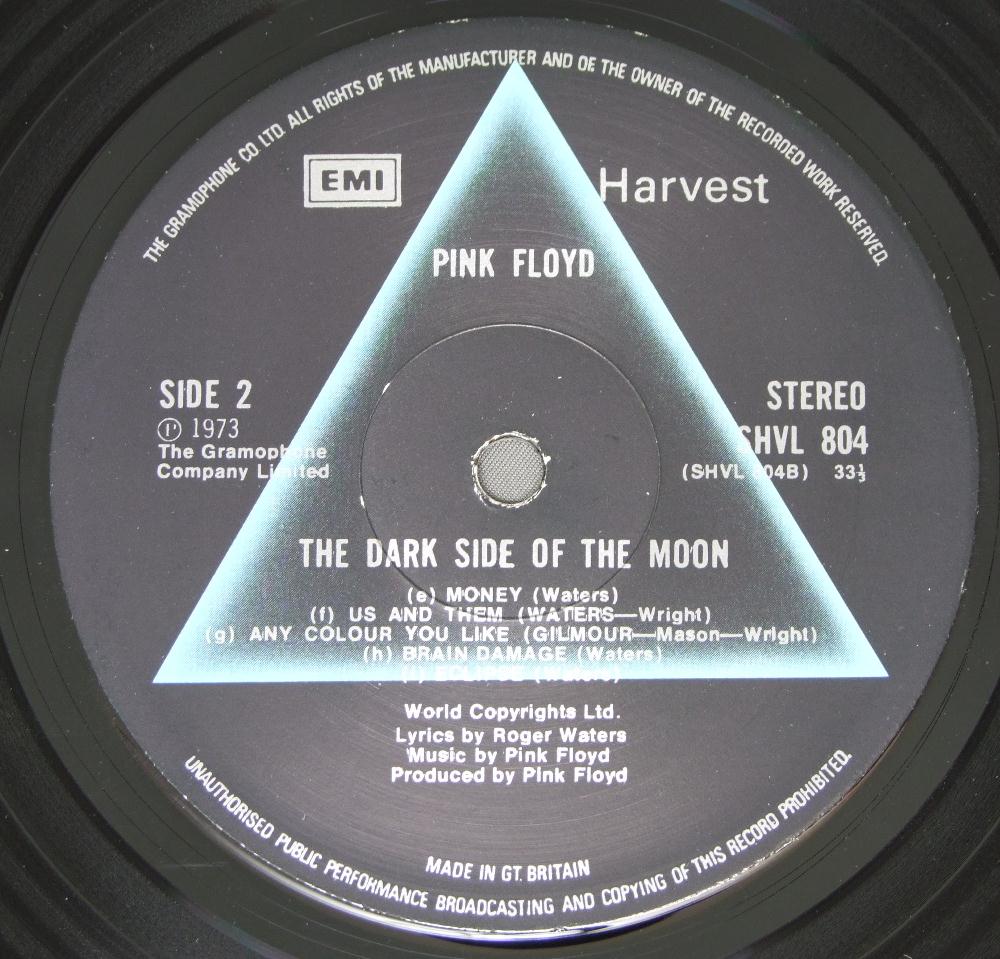 THE GRAMOPHONE CO. LTD. ALL RIGHTS OF THE MANUFACTURER AND OF THE OWNER OF THE RECORDED WORK RESERVED.
EMI
Harvest
PINK FLOYD
SIDE 2
Ⓟ 1973
The Gramophone
Company Limited
STEREO
SHVL 804
(SHVL 804B) 33⅓
THE DARK SIDE OF THE MOON
(e) MONEY (Waters)
(f) US AND THEM (WATERS—Wright)
(g) ANY COLOUR YOU LIKE (GILMOUR—Mason—Wright)
(h) BRAIN DAMAGE (Waters)
ECLIPSE (Waters)
World Copyrights Ltd.
Lyrics by Roger Waters
Music by Pink Floyd
Produced by Pink Floyd
MADE IN GT. BRITAIN
UNAUTHORISED PUBLIC PERFORMANCE BROADCASTING AND COPYING OF THIS RECORD PROHIBITED.